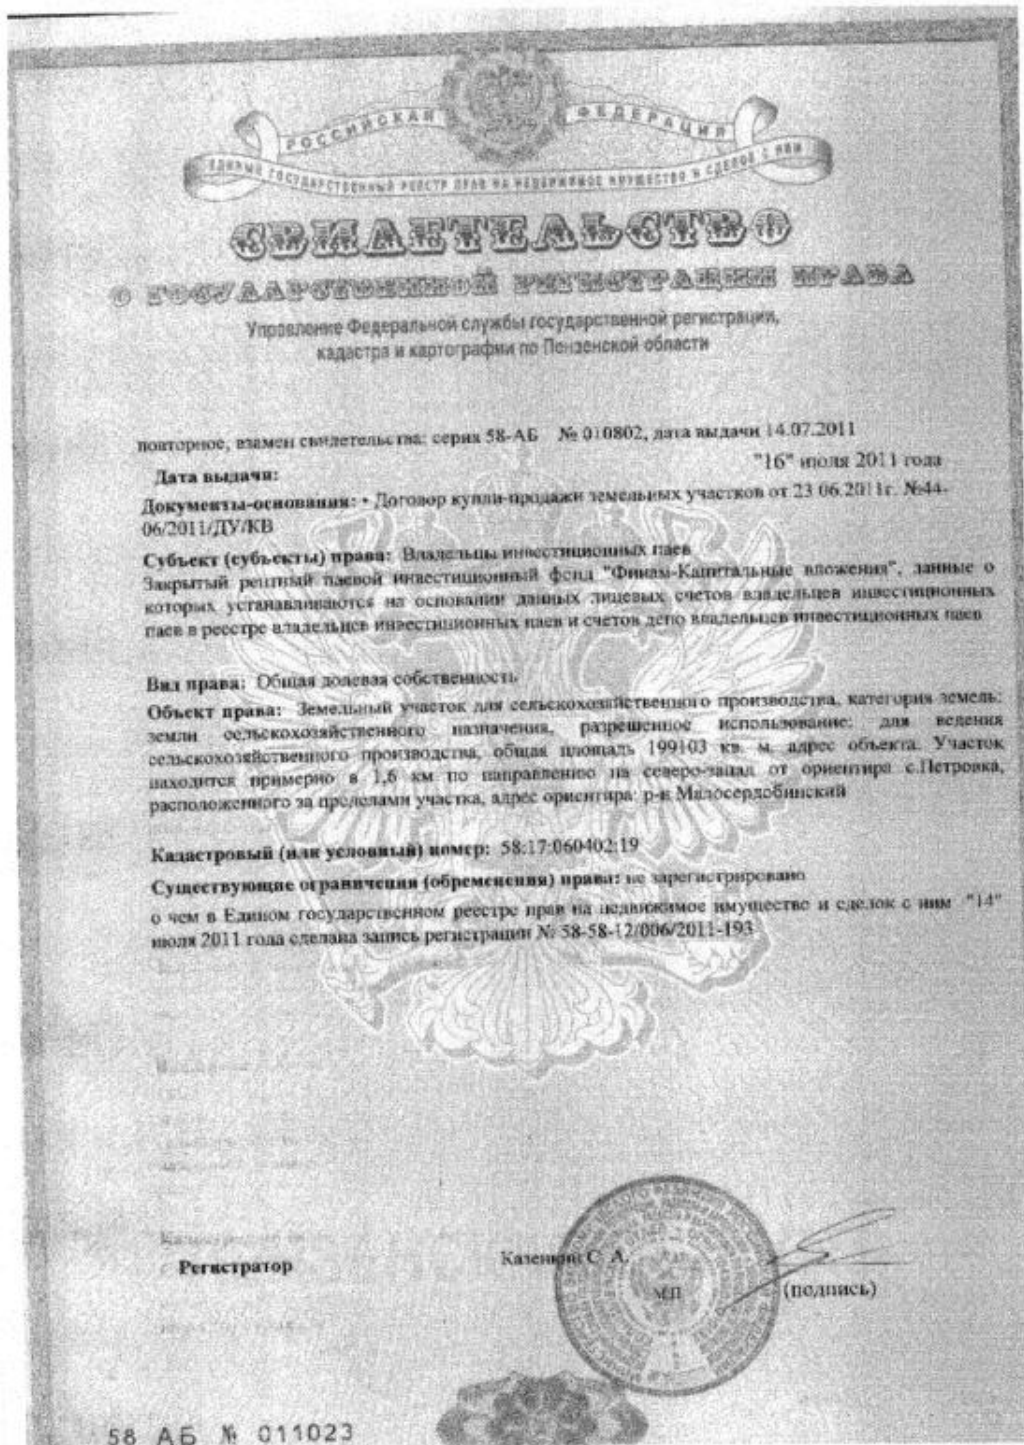 РОССИЙСКАЯ ФЕДЕРАЦИЯ
ЕДИНЫЙ ГОСУДАРСТВЕННЫЙ РЕЕСТР ПРАВ НА НЕДВИЖИМОЕ ИМУЩЕСТВО И СДЕЛОК С НИМ
СВИДЕТЕЛЬСТВО
О ГОСУДАРСТВЕННОЙ РЕГИСТРАЦИИ ПРАВА
Управление Федеральной службы государственной регистрации,
кадастра и картографии по Пензенской области
повторное, взамен свидетельства: серия 58-АБ № 010802, дата выдачи 14.07.2011
Дата выдачи: "16" июля 2011 года
Документы-основания: • Договор купли-продажи земельных участков от 23.06.2011г. №44-
06/2011/ДУ/КВ
Субъект (субъекты) права: Владельцы инвестиционных паев
Закрытый рентный паевой инвестиционный фонд "Финам-Капитальные вложения", данные о
которых устанавливаются на основании данных лицевых счетов владельцев инвестиционных
паев в реестре владельцев инвестиционных паев и счетов депо владельцев инвестиционных паев
Вид права: Общая долевая собственность
Объект права: Земельный участок для сельскохозяйственного производства, категория земель:
земли сельскохозяйственного назначения, разрешенное использование: для ведения
сельскохозяйственного производства, общая площадь 199103 кв. м, адрес объекта: Участок
находится примерно в 1,6 км по направлению на северо-запад от ориентира с.Петровка,
расположенного за пределами участка, адрес ориентира: р-н Малосердобинский
Кадастровый (или условный) номер: 58:17:060402:19
Существующие ограничения (обременения) права: не зарегистрировано
о чем в Едином государственном реестре прав на недвижимое имущество и сделок с ним "14"
июля 2011 года сделана запись регистрации № 58-58-12/006/2011-193
Регистратор Казенкин С. А.
М.П.
(подпись)
58 АБ № 011023